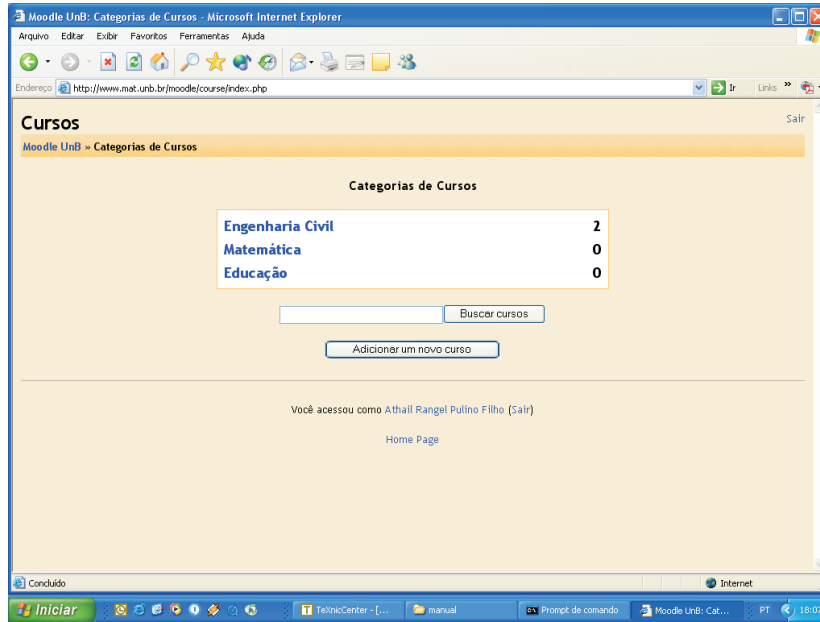 Moodle UnB: Categorias de Cursos - Microsoft Internet Explorer
Arquivo Editar Exibir Favoritos Ferramentas Ajuda
Endereço http://www.mat.unb.br/moodle/course/index.php Ir Links »
Cursos Sair
Moodle UnB » Categorias de Cursos
Categorias de Cursos
Engenharia Civil 2
Matemática 0
Educação 0
Buscar cursos
Adicionar um novo curso
Você acessou como Athail Rangel Pulino Filho (Sair)
Home Page
Concluído Internet
Iniciar TeXnicCenter - [... manual Prompt de comando Moodle UnB: Cat... PT 18:07